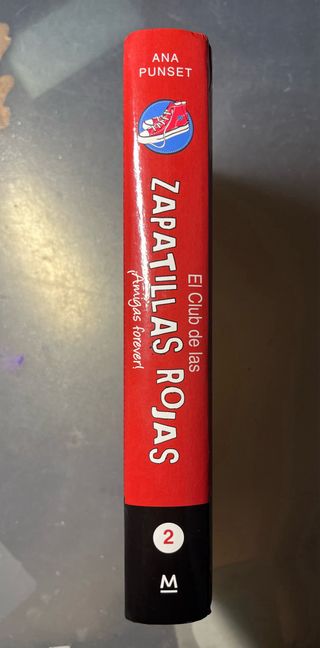 ANA
PUNSET
El Club de las
ZAPATILLAS ROJAS
¡Amigas forever!
2
M